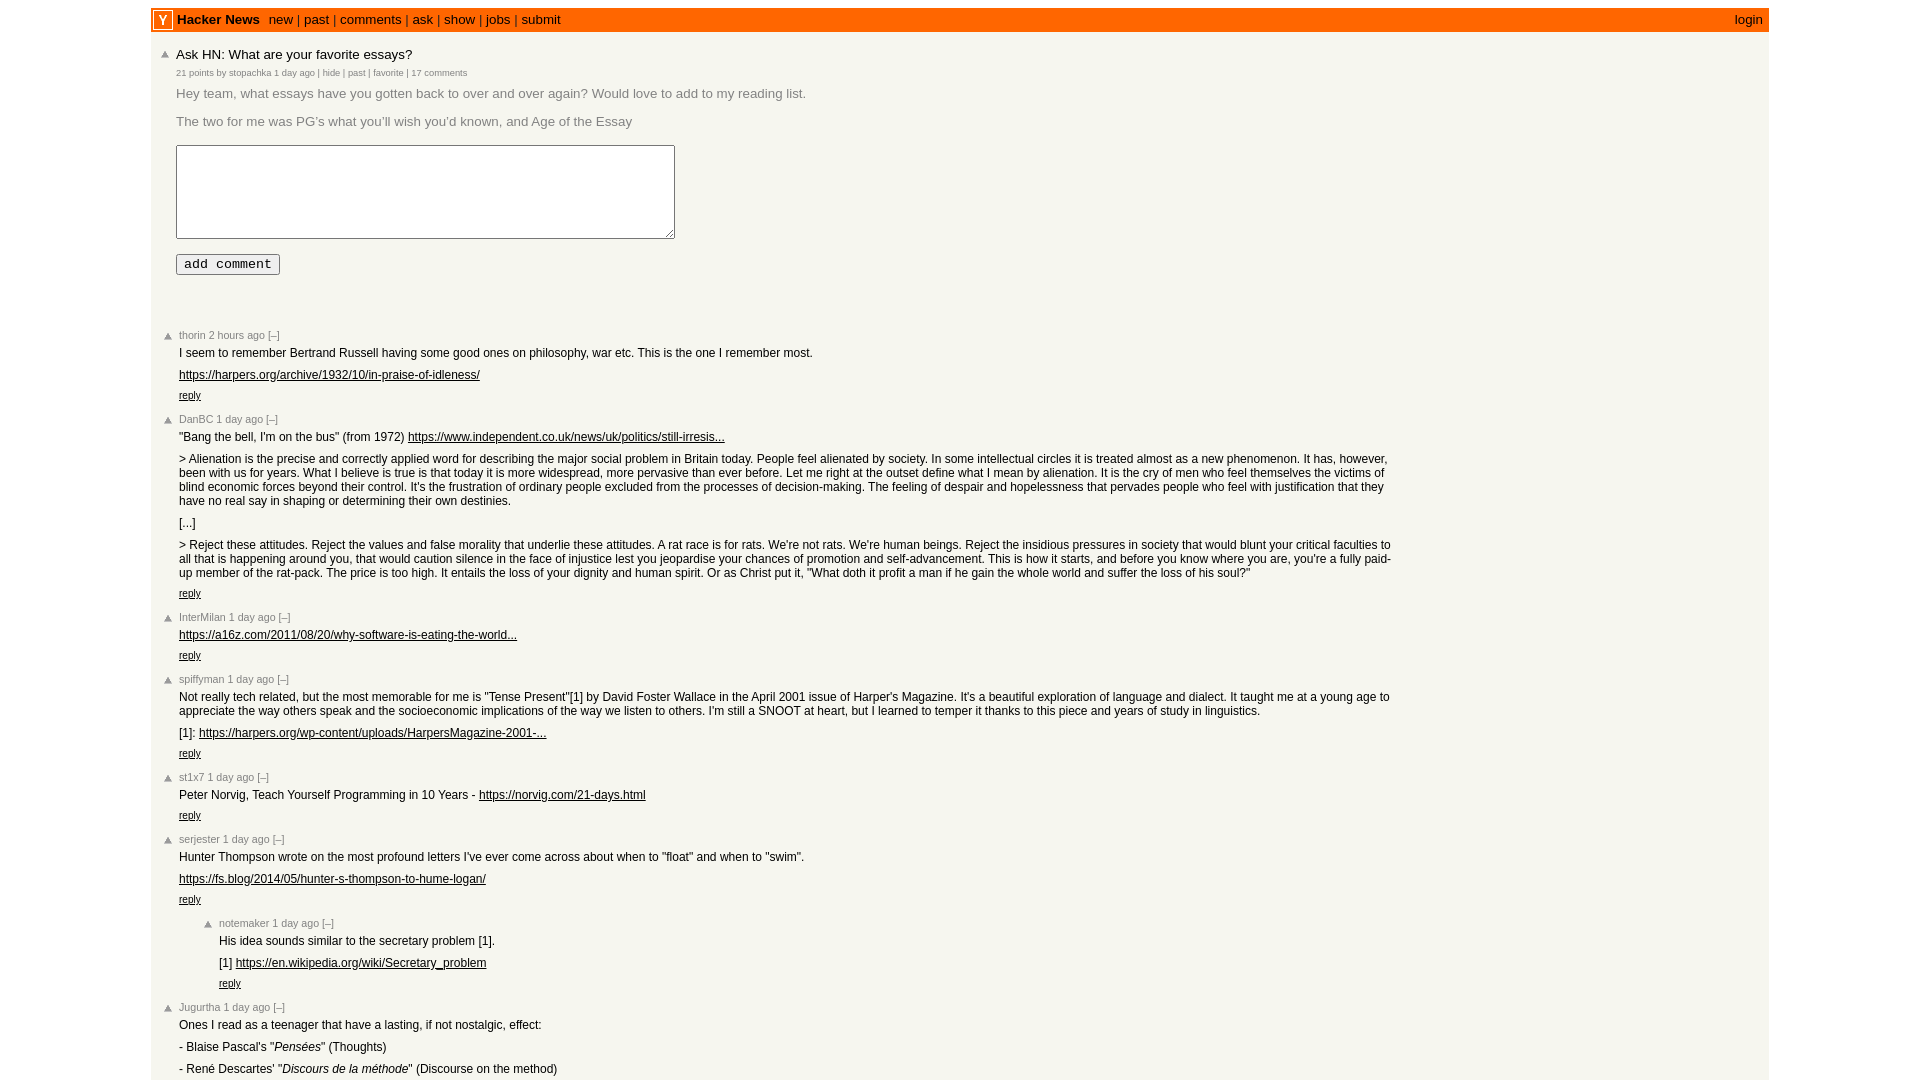 Y Hacker News new | past | comments | ask | show | jobs | submit login
Ask HN: What are your favorite essays?
21 points by stopachka 1 day ago | hide | past | favorite | 17 comments
Hey team, what essays have you gotten back to over and over again? Would love to add to my reading list.
The two for me was PG's what you'll wish you'd known, and Age of the Essay
add comment
thorin 2 hours ago [–]
I seem to remember Bertrand Russell having some good ones on philosophy, war etc. This is the one I remember most.
https://harpers.org/archive/1932/10/in-praise-of-idleness/
reply
DanBC 1 day ago [–]
"Bang the bell, I'm on the bus" (from 1972) https://www.independent.co.uk/news/uk/politics/still-irresis...
> Alienation is the precise and correctly applied word for describing the major social problem in Britain today. People feel alienated by society. In some intellectual circles it is treated almost as a new phenomenon. It has, however,
been with us for years. What I believe is true is that today it is more widespread, more pervasive than ever before. Let me right at the outset define what I mean by alienation. It is the cry of men who feel themselves the victims of
blind economic forces beyond their control. It's the frustration of ordinary people excluded from the processes of decision-making. The feeling of despair and hopelessness that pervades people who feel with justification that they
have no real say in shaping or determining their own destinies.
[...]
> Reject these attitudes. Reject the values and false morality that underlie these attitudes. A rat race is for rats. We're not rats. We're human beings. Reject the insidious pressures in society that would blunt your critical faculties to
all that is happening around you, that would caution silence in the face of injustice lest you jeopardise your chances of promotion and self-advancement. This is how it starts, and before you know where you are, you're a fully paid-
up member of the rat-pack. The price is too high. It entails the loss of your dignity and human spirit. Or as Christ put it, "What doth it profit a man if he gain the whole world and suffer the loss of his soul?"
reply
InterMilan 1 day ago [–]
https://a16z.com/2011/08/20/why-software-is-eating-the-world...
reply
spiffyman 1 day ago [–]
Not really tech related, but the most memorable for me is "Tense Present"[1] by David Foster Wallace in the April 2001 issue of Harper's Magazine. It's a beautiful exploration of language and dialect. It taught me at a young age to
appreciate the way others speak and the socioeconomic implications of the way we listen to others. I'm still a SNOOT at heart, but I learned to temper it thanks to this piece and years of study in linguistics.
[1]: https://harpers.org/wp-content/uploads/HarpersMagazine-2001-...
reply
st1x7 1 day ago [–]
Peter Norvig, Teach Yourself Programming in 10 Years - https://norvig.com/21-days.html
reply
serjester 1 day ago [–]
Hunter Thompson wrote on the most profound letters I've ever come across about when to "float" and when to "swim".
https://fs.blog/2014/05/hunter-s-thompson-to-hume-logan/
reply
notemaker 1 day ago [–]
His idea sounds similar to the secretary problem [1].
[1] https://en.wikipedia.org/wiki/Secretary_problem
reply
Jugurtha 1 day ago [–]
Ones I read as a teenager that have a lasting, if not nostalgic, effect:
- Blaise Pascal's "Pensées" (Thoughts)
- René Descartes' "Discours de la méthode" (Discourse on the method)